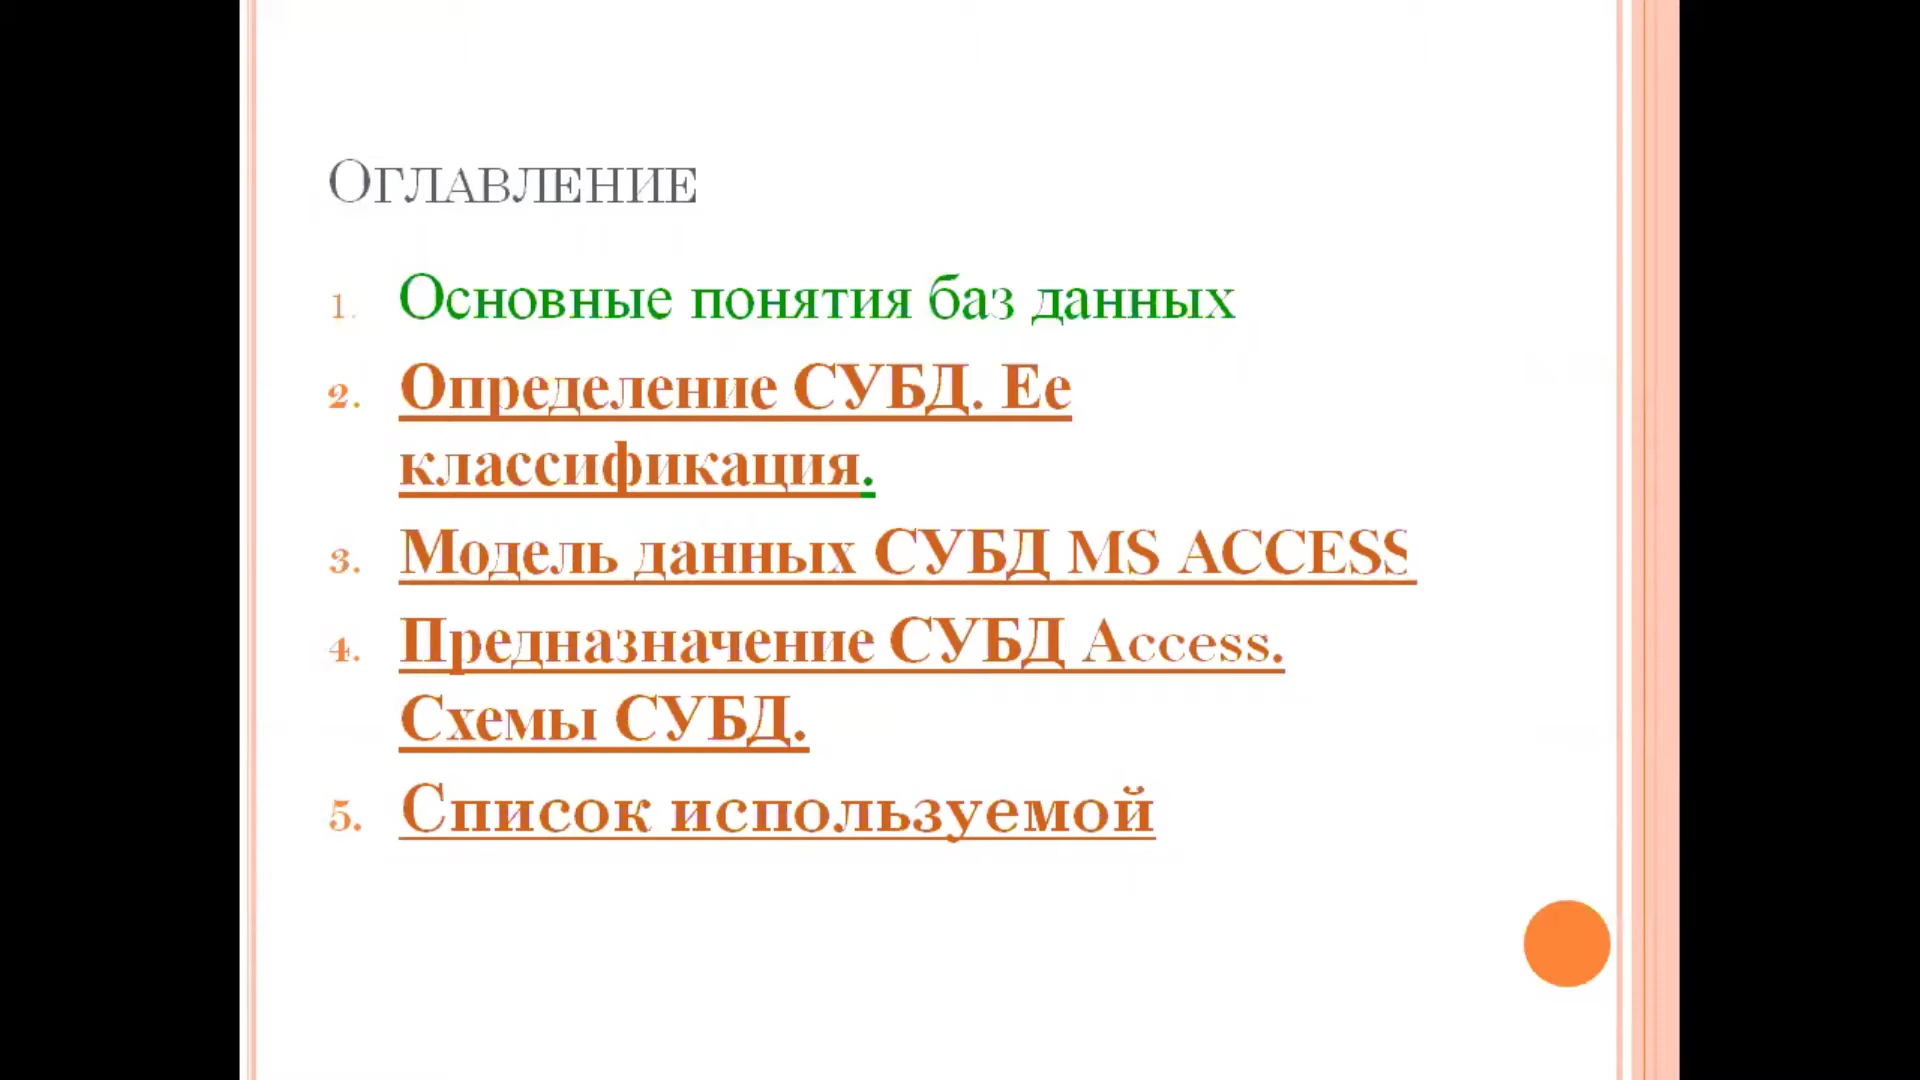 Оглавление
1. Основные понятия баз данных
2. Определение СУБД. Ее
классификация.
3. Модель данных СУБД MS ACCESS
4. Предназначение СУБД Access.
Схемы СУБД.
5. Список используемой